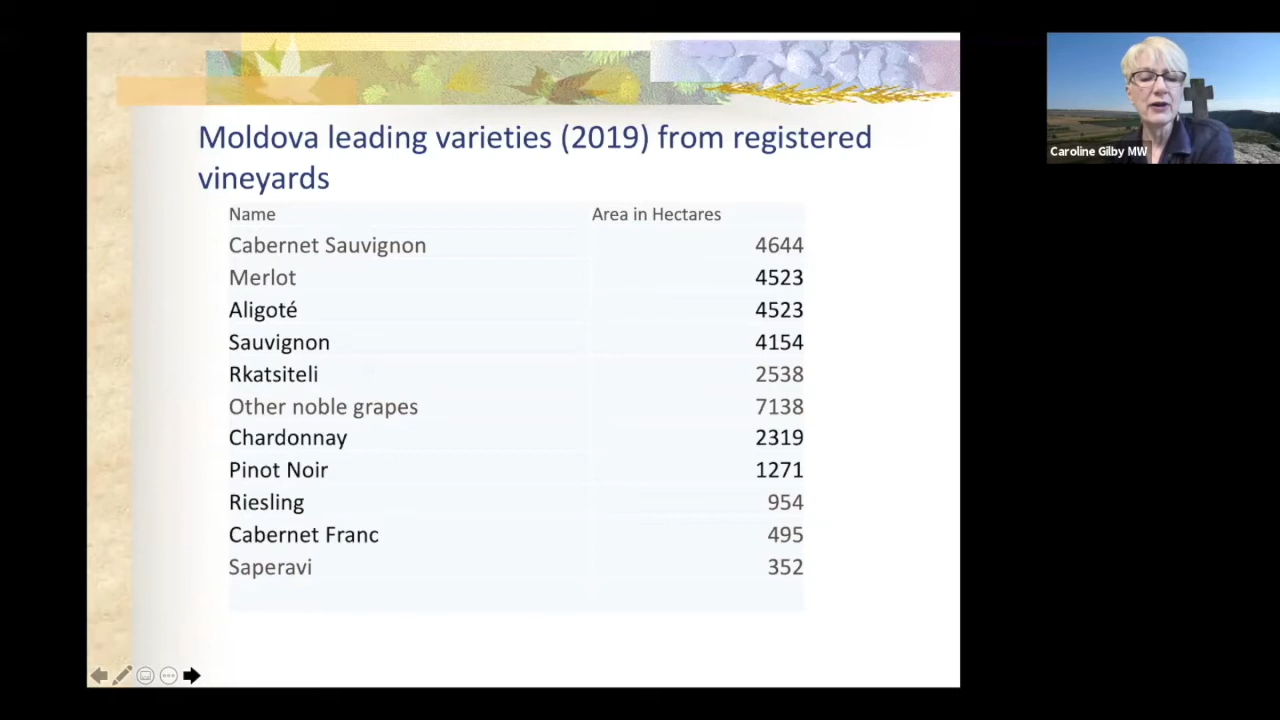 Moldova leading varieties (2019) from registered
vineyards
Name Area in Hectares
Cabernet Sauvignon 4644
Merlot 4523
Aligoté 4523
Sauvignon 4154
Rkatsiteli 2538
Other noble grapes 7138
Chardonnay 2319
Pinot Noir 1271
Riesling 954
Cabernet Franc 495
Saperavi 352
Caroline Gilby MW